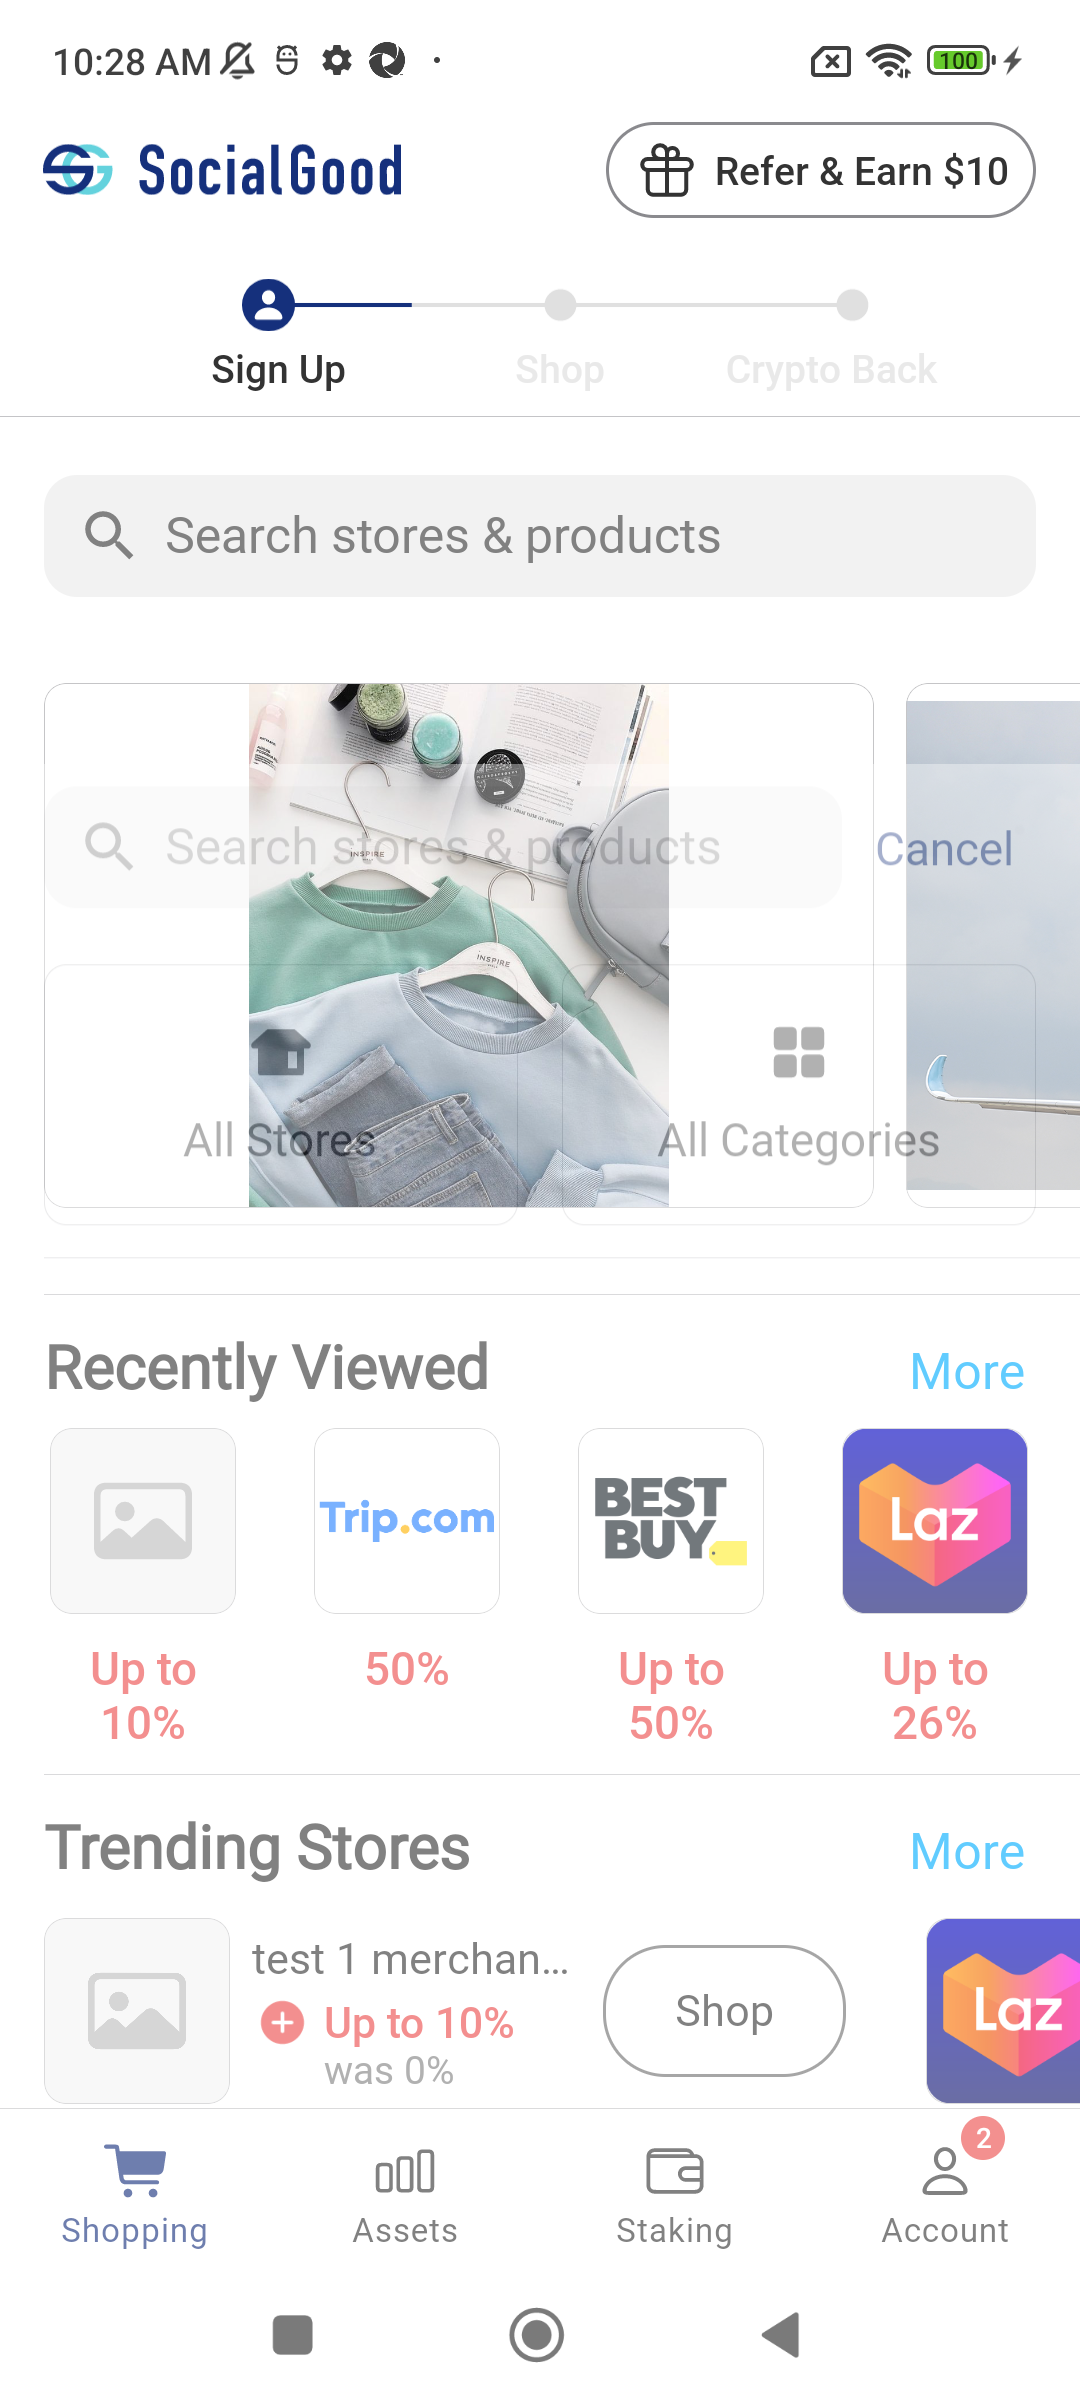 10:28 AM
100
SocialGood
Refer & Earn $10
Sign Up
Shop
Crypto Back
Search stores & products
Search stores & products
Cancel
INSPIRE
INSPIRE
All Stores
All Categories
Recently Viewed
More
Trip.com
BEST
BUY
Laz
Up to
10%
50%
Up to
50%
Up to
26%
Trending Stores
More
test 1 merchan...
Up to 10%
was 0%
Shop
Laz
2
Shopping
Assets
Staking
Account